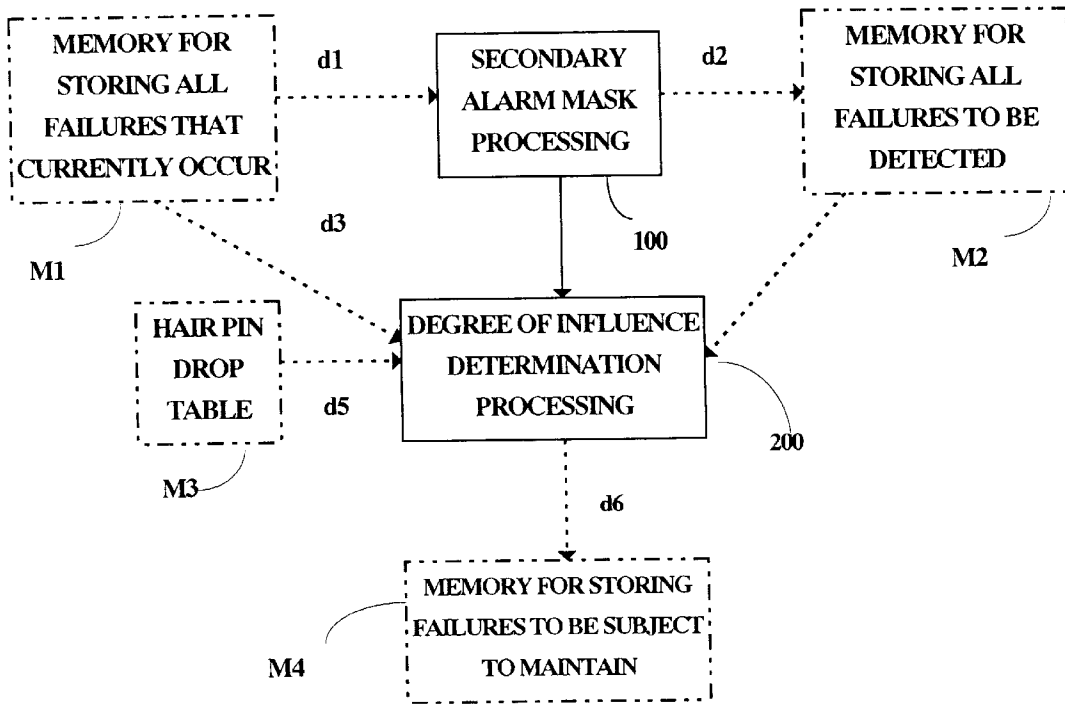 MEMORY FOR
STORING ALL
FAILURES THAT
CURRENTLY OCCUR
d1
SECONDARY
ALARM MASK
PROCESSING
d2
MEMORY FOR
STORING ALL
FAILURES TO BE
DETECTED
M1
d3
100
M2
HAIR PIN
DROP
TABLE
d5
DEGREE OF INFLUENCE
DETERMINATION
PROCESSING
200
M3
d6
MEMORY FOR STORING
FAILURES TO BE SUBJECT
TO MAINTAIN
M4